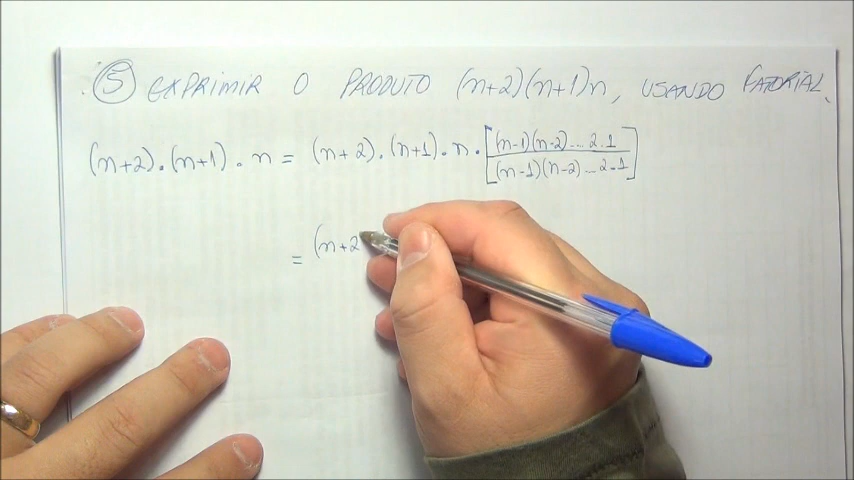 5 EXPRIMIR O PRODUTO (n+2)(n+1)n, USANDO FATORIAL.
(n+2).(n+1).n = (n+2).(n+1).n.[(n-1)(n-2)...2.1
(n-1)(n-2)...2.1]
= (n+2